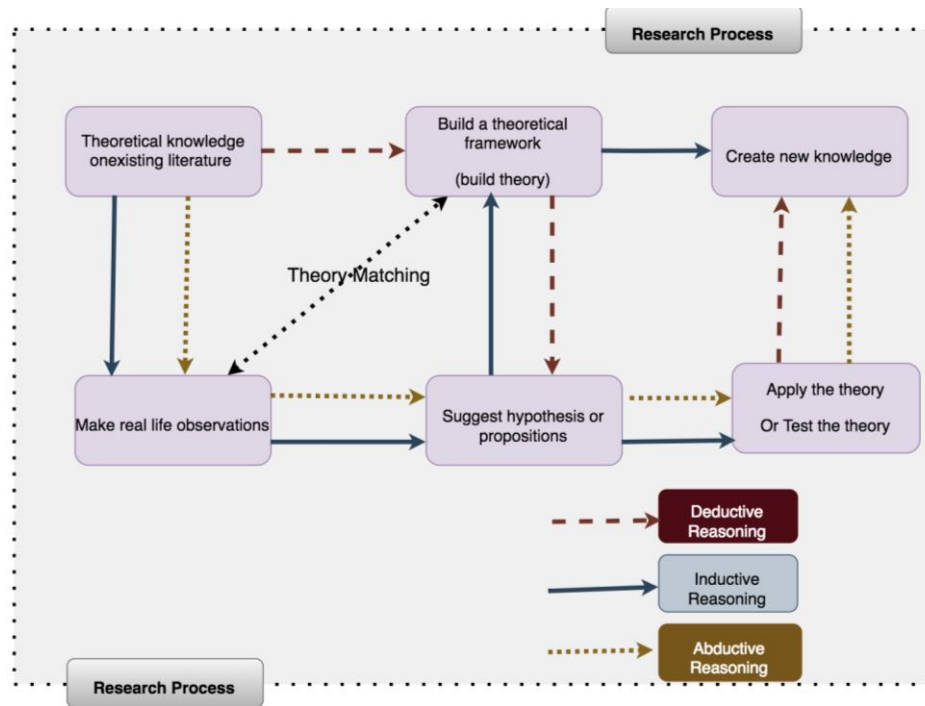 Research Process
Theoretical knowledge
onexisting literature
Build a theoretical
framework
(build theory)
Create new knowledge
Theory Matching
Make real life observations
Suggest hypothesis or
propositions
Apply the theory
Or Test the theory
Deductive
Reasoning
Inductive
Reasoning
Abductive
Reasoning
Research Process